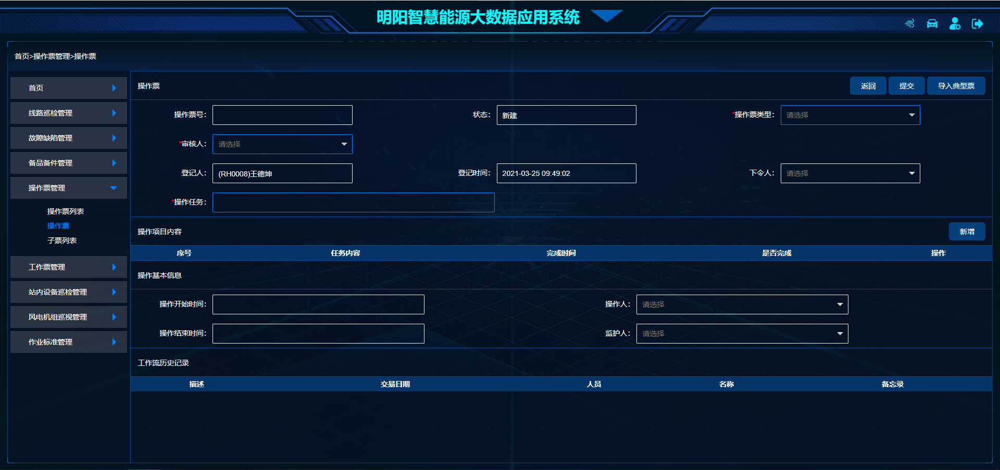 明阳智慧能源大数据应用系统
首页>操作票管理>操作票
首页
线路巡检管理
故障缺陷管理
备品备件管理
操作票管理
操作票列表
操作票
子票列表
工作票管理
站内设备巡检管理
风电机组巡视管理
作业标准管理
操作票 返回 提交 导入典型票
操作票号： 状态： 新建 *操作票类型： 请选择
*审核人： 请选择
登记人： (RH0008)王德坤 登记时间： 2021-03-25 09:49:02 下令人： 请选择
*操作任务：
操作项目内容 新增
序号 任务内容 完成时间 是否完成 操作
操作基本信息
操作开始时间： 操作人： 请选择
操作结束时间： 监护人： 请选择
工作流历史记录
描述 交易日期 人员 名称 备忘录